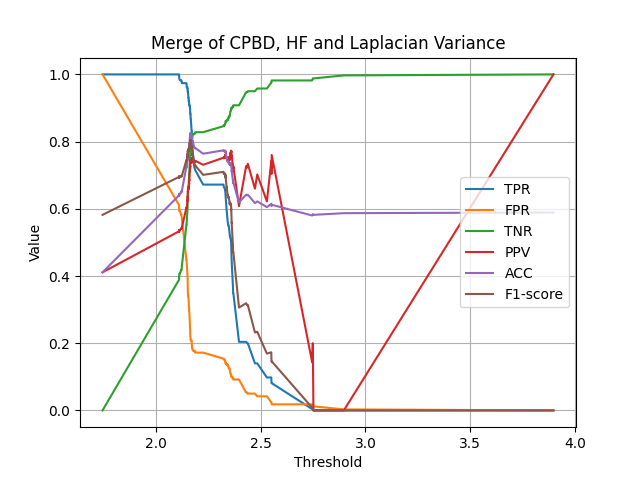 Merge of CPBD, HF and Laplacian Variance
1.0
0.8
0.6
0.4
0.2
0.0
Value
TPR
FPR
TNR
PPV
ACC
F1-score
2.0 2.5 3.0 3.5 4.0
Threshold